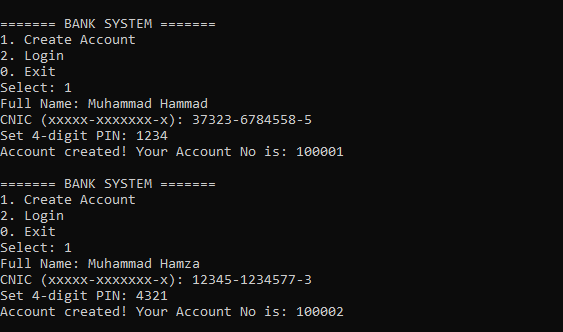 ======= BANK SYSTEM =======
1. Create Account
2. Login
0. Exit
Select: 1
Full Name: Muhammad Hammad
CNIC (xxxxx-xxxxxxx-x): 37323-6784558-5
Set 4-digit PIN: 1234
Account created! Your Account No is: 100001
======= BANK SYSTEM =======
1. Create Account
2. Login
0. Exit
Select: 1
Full Name: Muhammad Hamza
CNIC (xxxxx-xxxxxxx-x): 12345-1234577-3
Set 4-digit PIN: 4321
Account created! Your Account No is: 100002